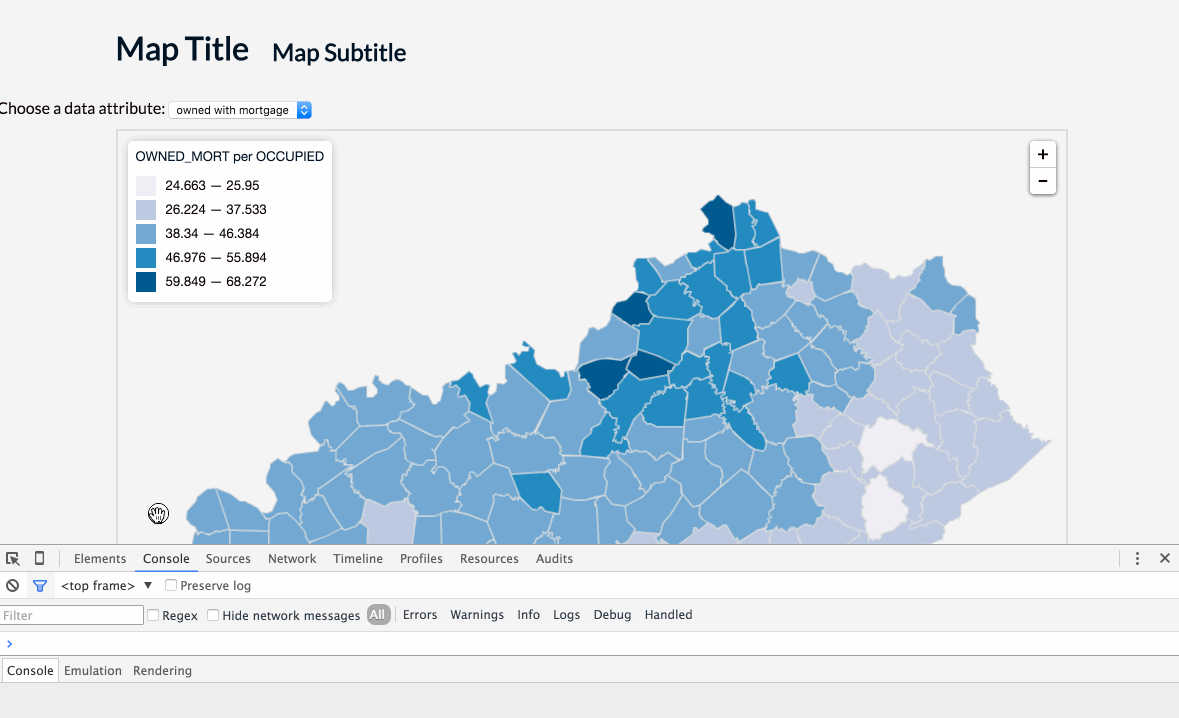 Map Title Map Subtitle
Choose a data attribute: owned with mortgage
OWNED_MORT per OCCUPIED
24.663 — 25.95
26.224 — 37.533
38.34 — 46.384
46.976 — 55.894
59.849 — 68.272
+
−
Elements Console Sources Network Timeline Profiles Resources Audits
<top frame> ▼ Preserve log
Filter Regex Hide network messages All Errors Warnings Info Logs Debug Handled
>
Console Emulation Rendering